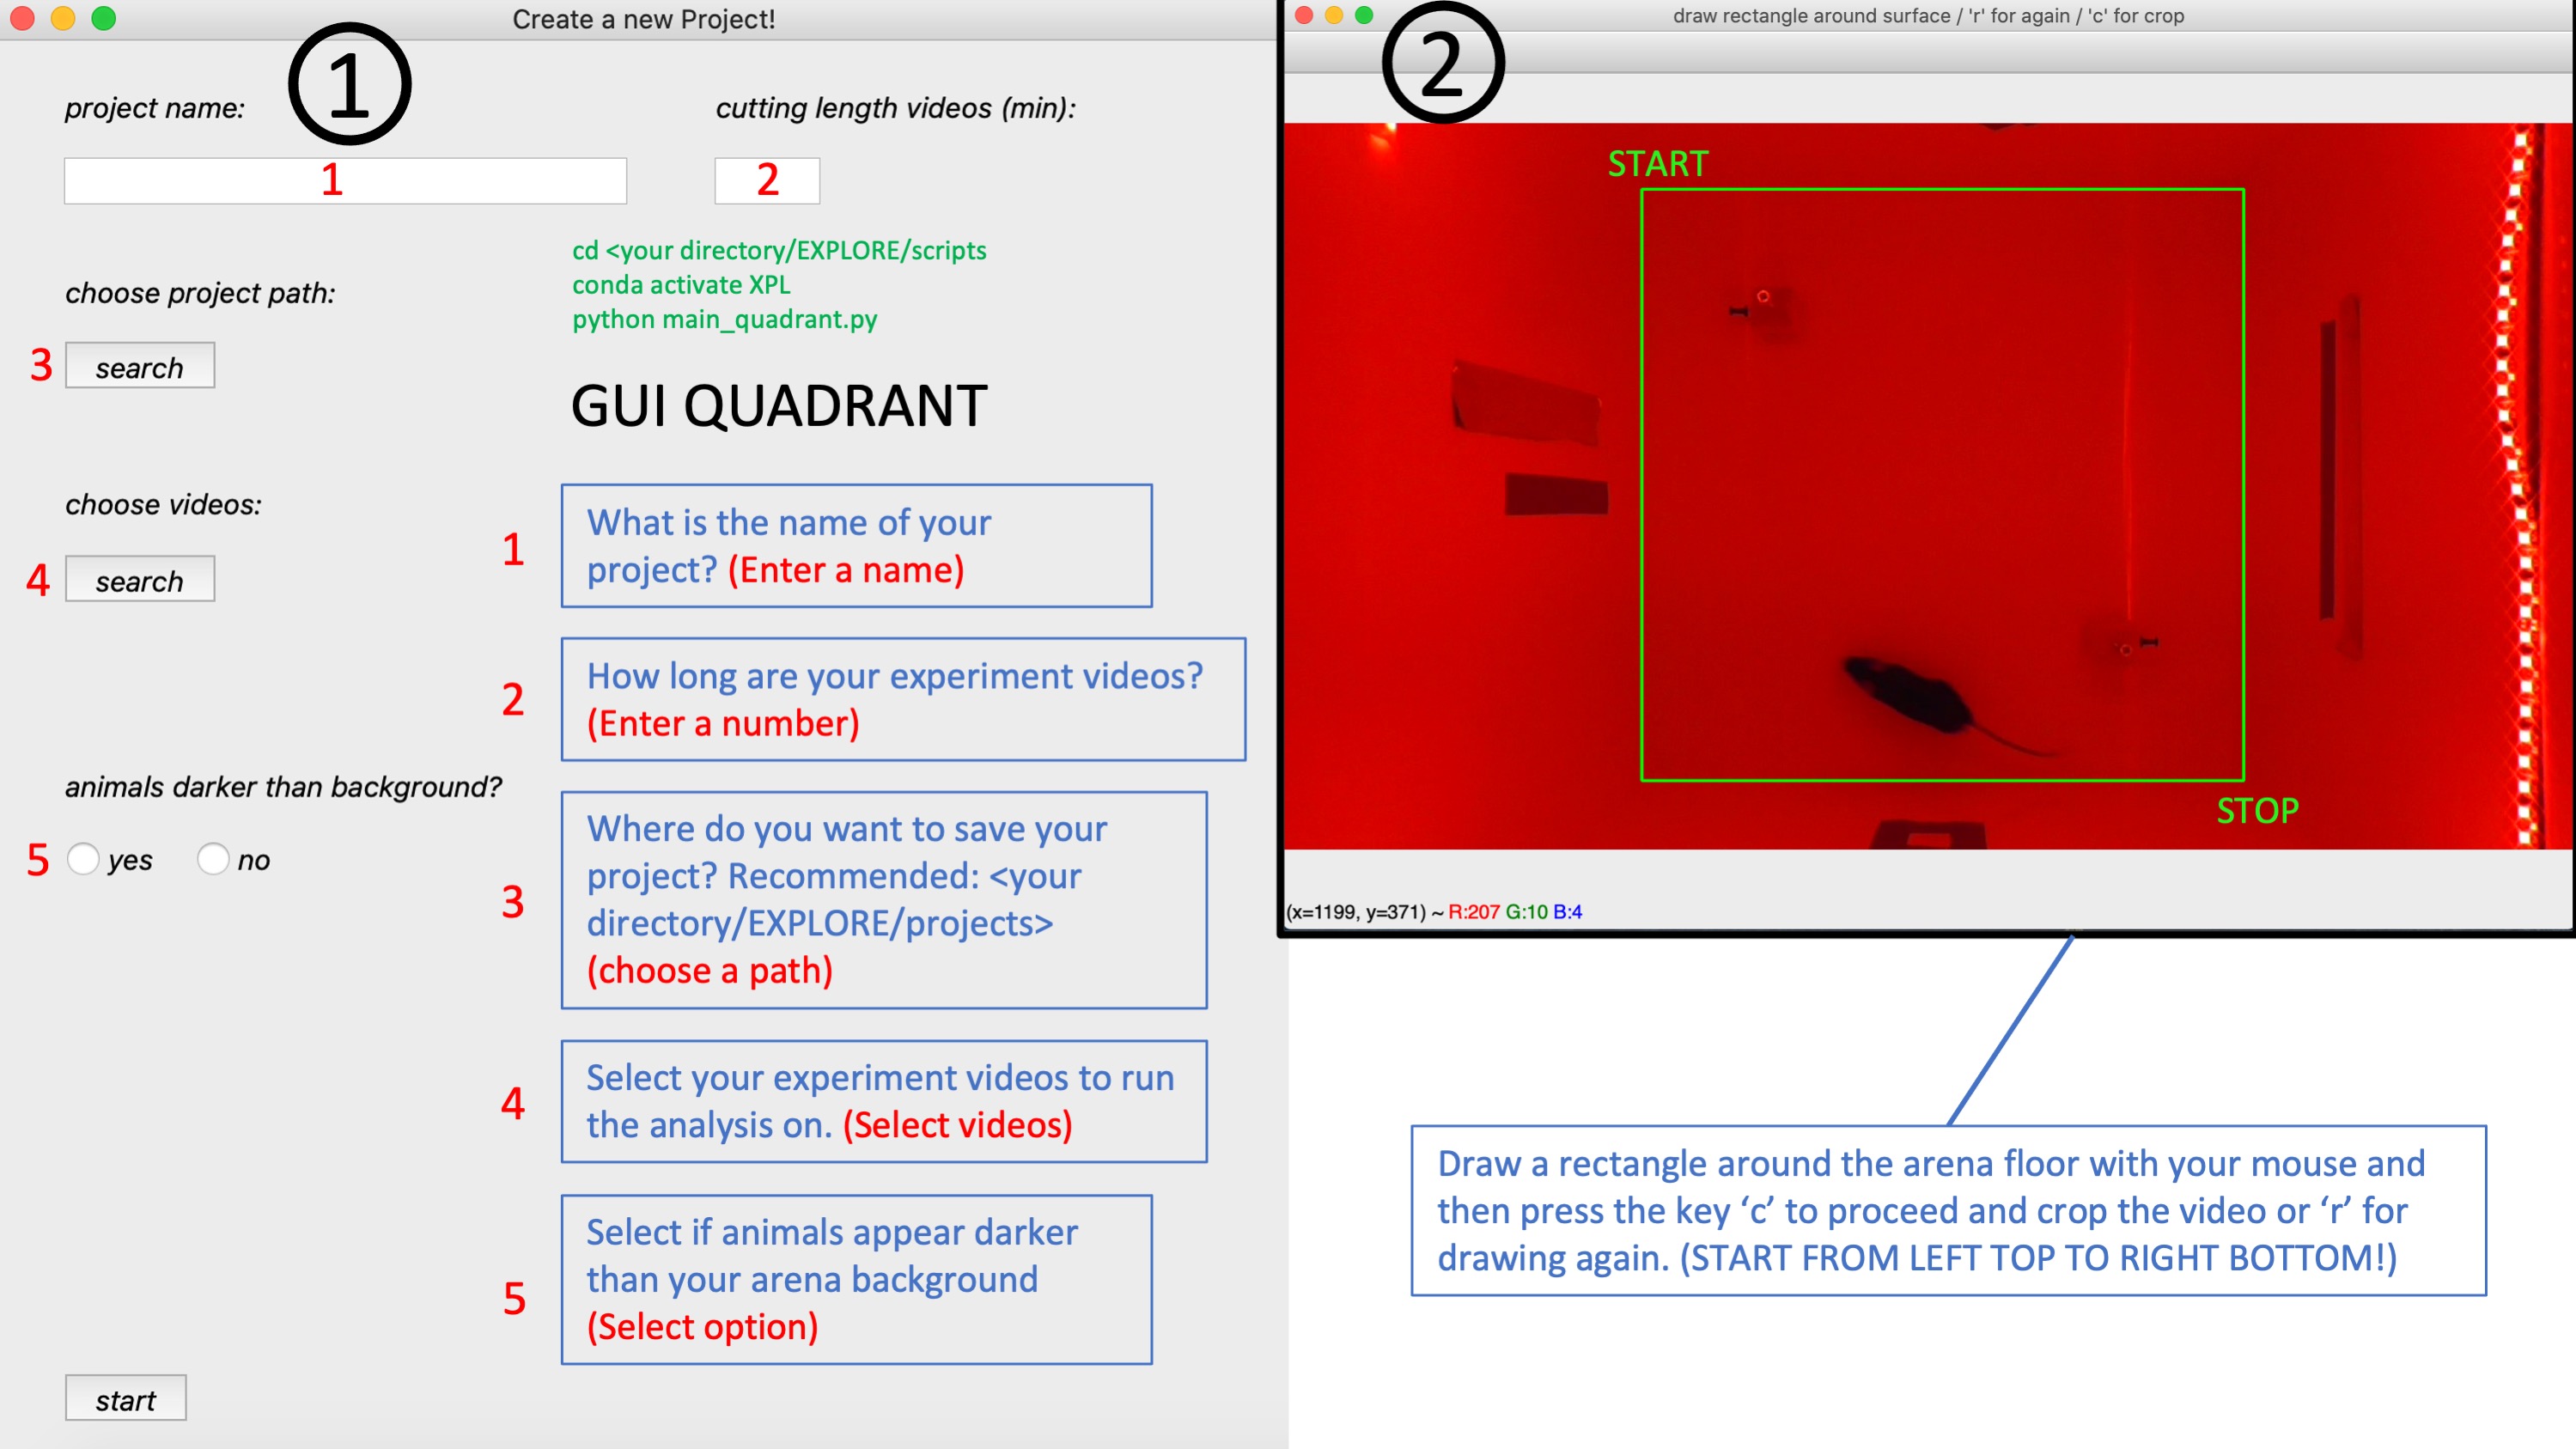 Create a new Project!
1
project name:
cutting length videos (min):
1
2
cd <your directory/EXPLORE/scripts
conda activate XPL
python main_quadrant.py
choose project path:
3 search
GUI QUADRANT
choose videos:
4 search
animals darker than background?
5 yes no
1 What is the name of your
project? (Enter a name)
2 How long are your experiment videos?
(Enter a number)
3 Where do you want to save your
project? Recommended: <your
directory/EXPLORE/projects>
(choose a path)
4 Select your experiment videos to run
the analysis on. (Select videos)
5 Select if animals appear darker
than your arena background
(Select option)
start
draw rectangle around surface / 'r' for again / 'c' for crop
2
START
STOP
(x=1199, y=371) ~ R:207 G:10 B:4
Draw a rectangle around the arena floor with your mouse and
then press the key ‘c’ to proceed and crop the video or ‘r’ for
drawing again. (START FROM LEFT TOP TO RIGHT BOTTOM!)